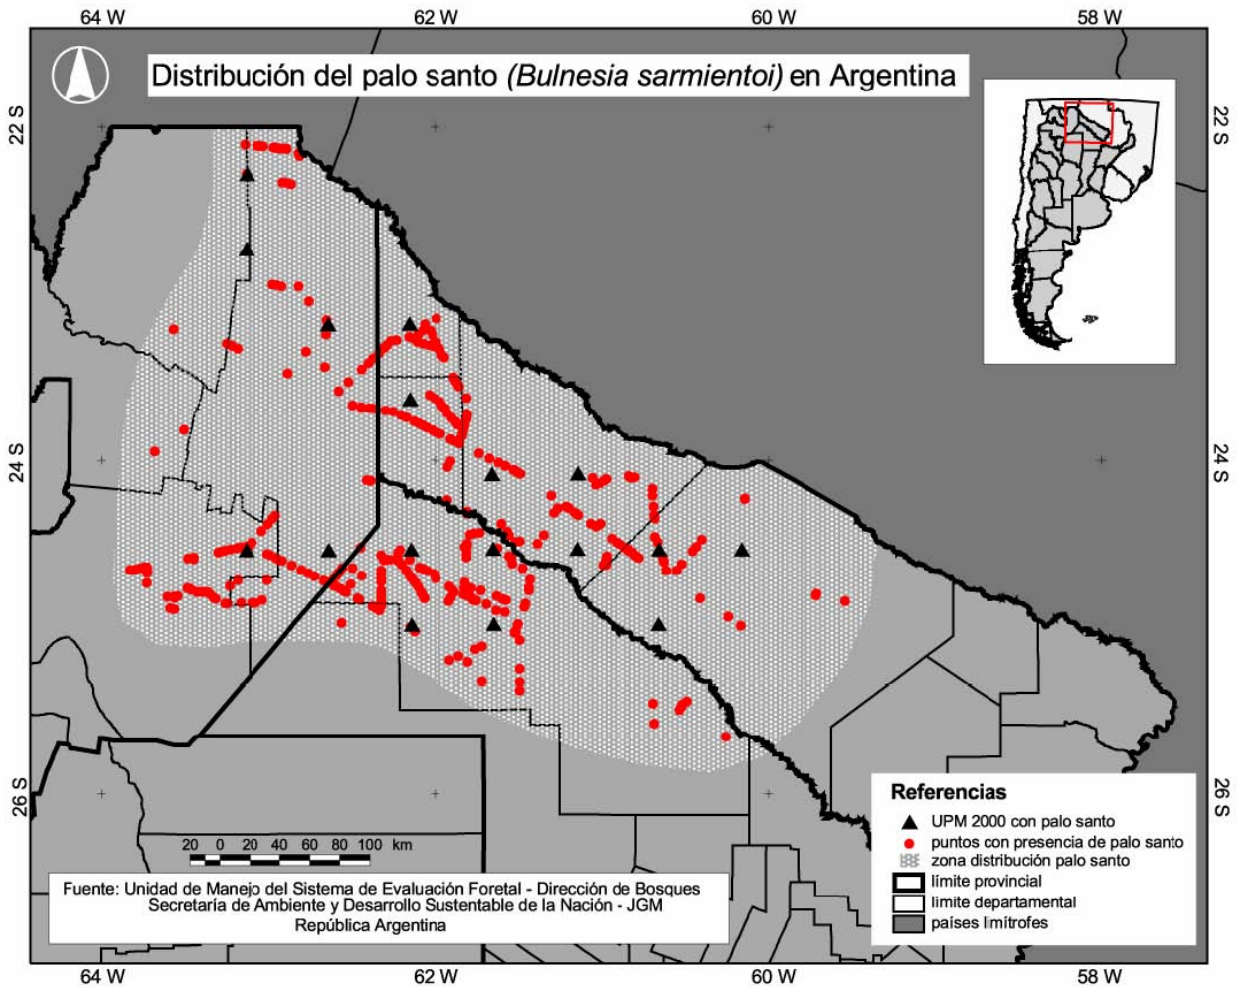 64 W 62 W 60 W 58 W
Distribución del palo santo (Bulnesia sarmientoi) en Argentina
22 S 22 S
24 S 24 S
26 S 26 S
Referencias
UPM 2000 con palo santo
puntos con presencia de palo santo
zona distribución palo santo
límite provincial
limite departamental
países limítrofes
20 0 20 40 60 80 100 km
Fuente: Unidad de Manejo del Sistema de Evaluación Foretal - Dirección de Bosques
Secretaría de Ambiente y Desarrollo Sustentable de la Nación - JGM
República Argentina
64 W 62 W 60 W 58 W